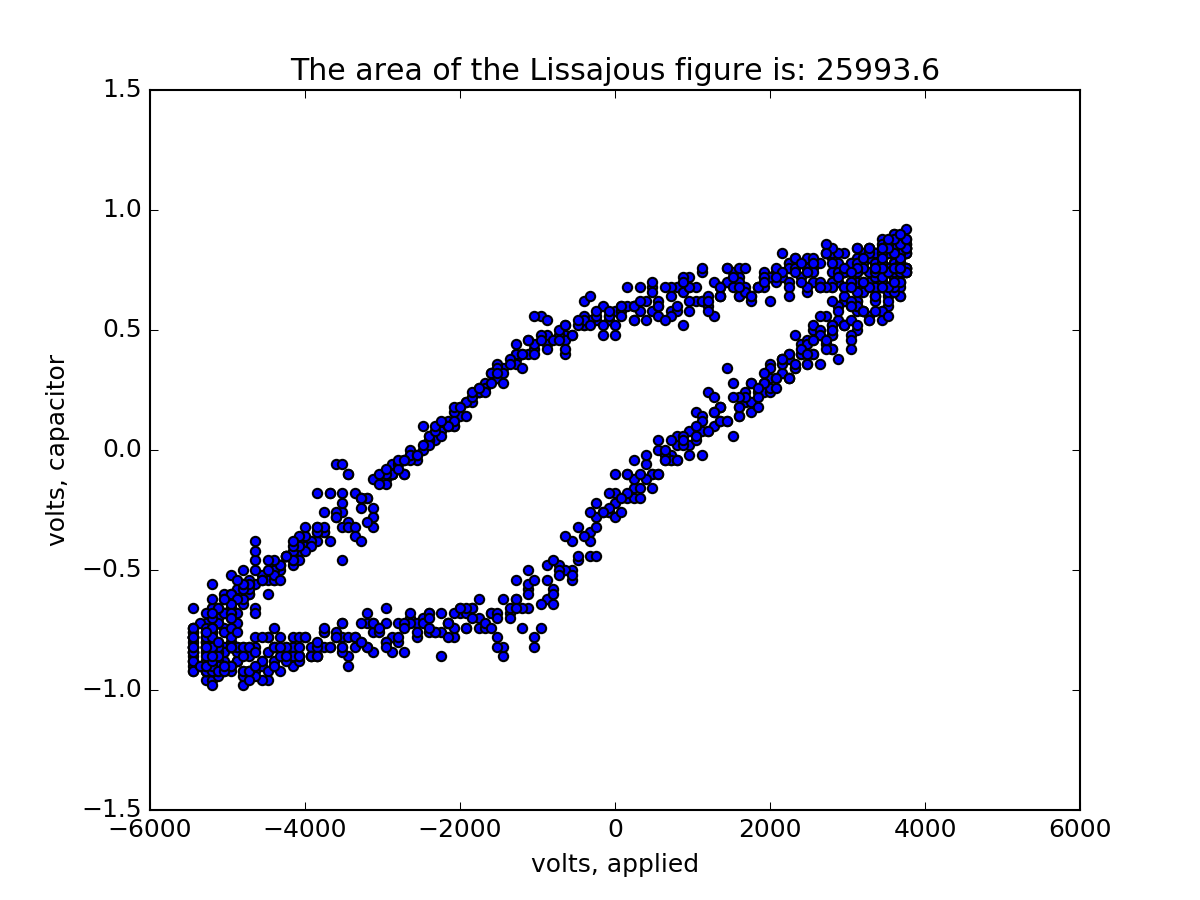 The area of the Lissajous figure is: 25993.6
1.5
1.0
0.5
0.0
−0.5
−1.0
−1.5
volts, capacitor
−6000 −4000 −2000 0 2000 4000 6000
volts, applied